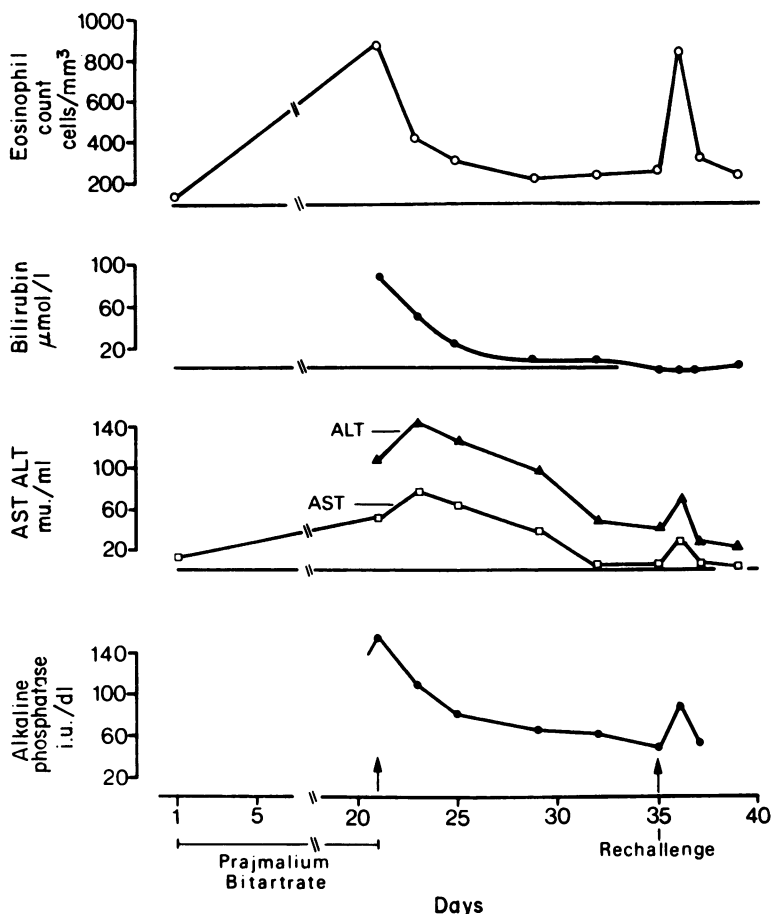 Eosinophil
count
cells/mm³
1000
800
600
400
200
Bilirubin
μmol/l
100
60
20
AST ALT
mu./ml
140
100
60
20
ALT
AST
Alkaline
phosphatase
i.u./dl
140
100
60
20
1 5 20 25 30 35 40
Prajmalium
Bitartrate
Rechallenge
Days